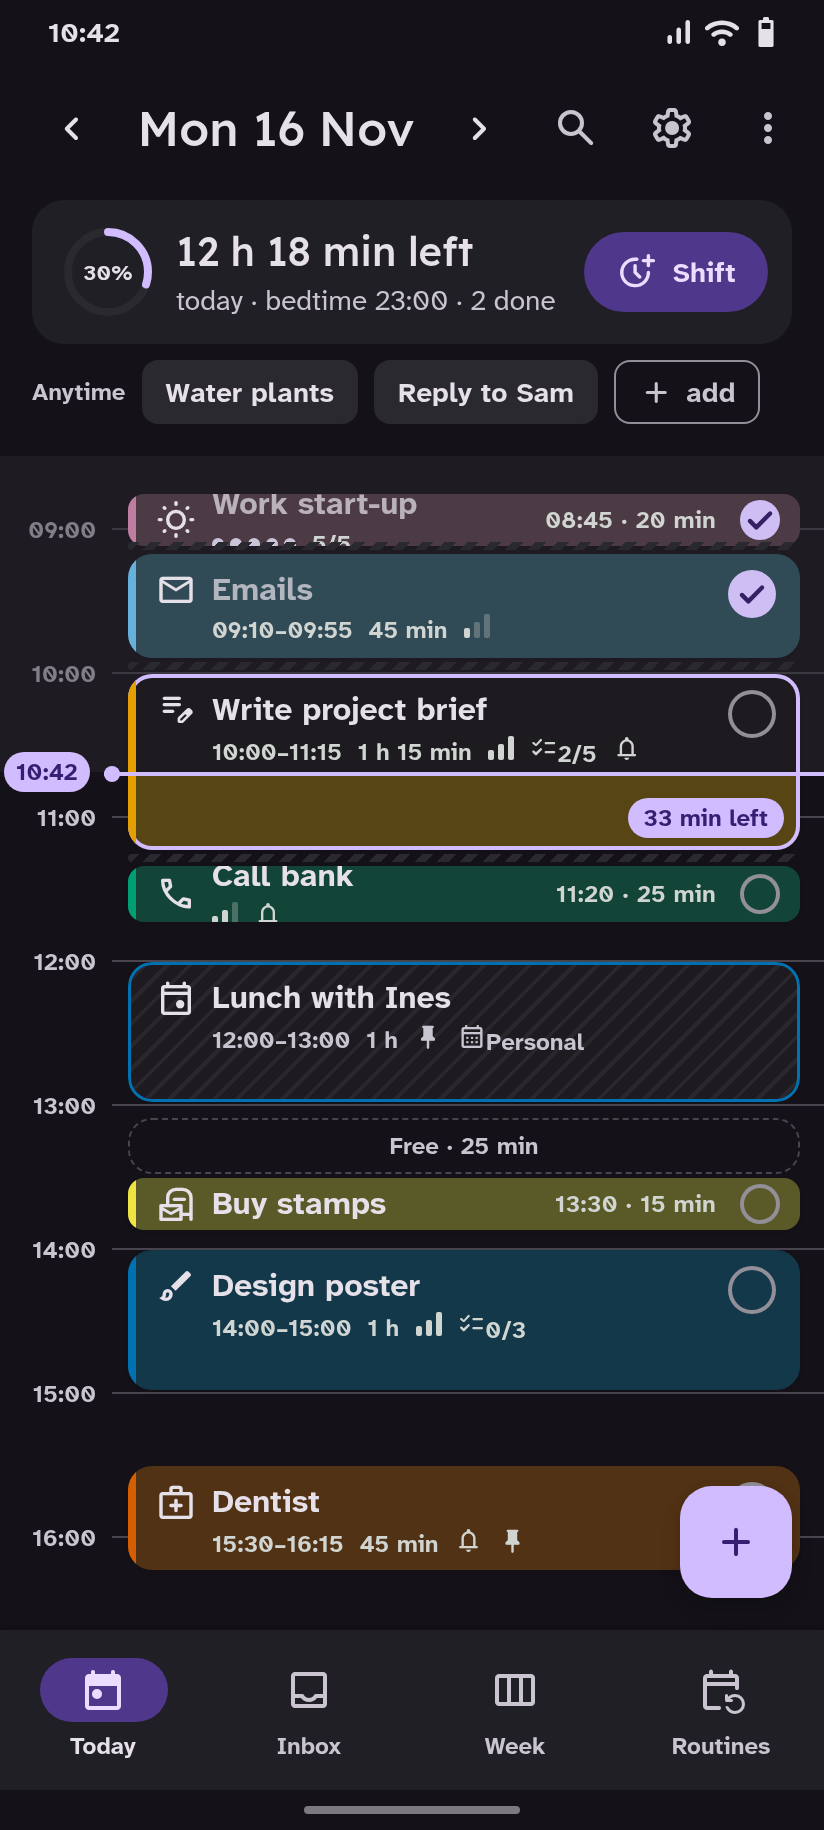 10:42
Mon 16 Nov
30%
12 h 18 min left
today · bedtime 23:00 · 2 done
Shift
Anytime
Water plants
Reply to Sam
add
09:00
Work start-up
08:45 · 20 min
5/5
Emails
09:10–09:55 45 min
10:00
Write project brief
10:00–11:15 1 h 15 min 2/5
10:42
11:00
33 min left
Call bank
11:20 · 25 min
12:00
Lunch with Ines
12:00–13:00 1 h Personal
13:00
Free · 25 min
Buy stamps
13:30 · 15 min
14:00
Design poster
14:00–15:00 1 h 0/3
15:00
Dentist
15:30–16:15 45 min
16:00
Today
Inbox
Week
Routines